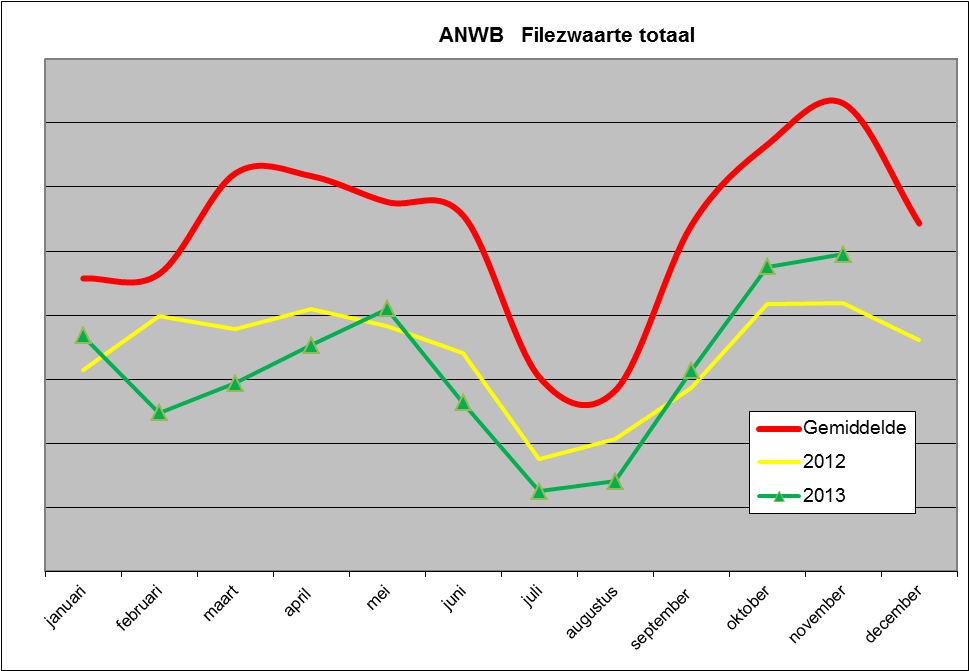 ANWB   Filezwaarte totaal
Gemiddelde
2012
2013
januari
februari
maart
april
mei
juni
juli
augustus
september
oktober
november
december